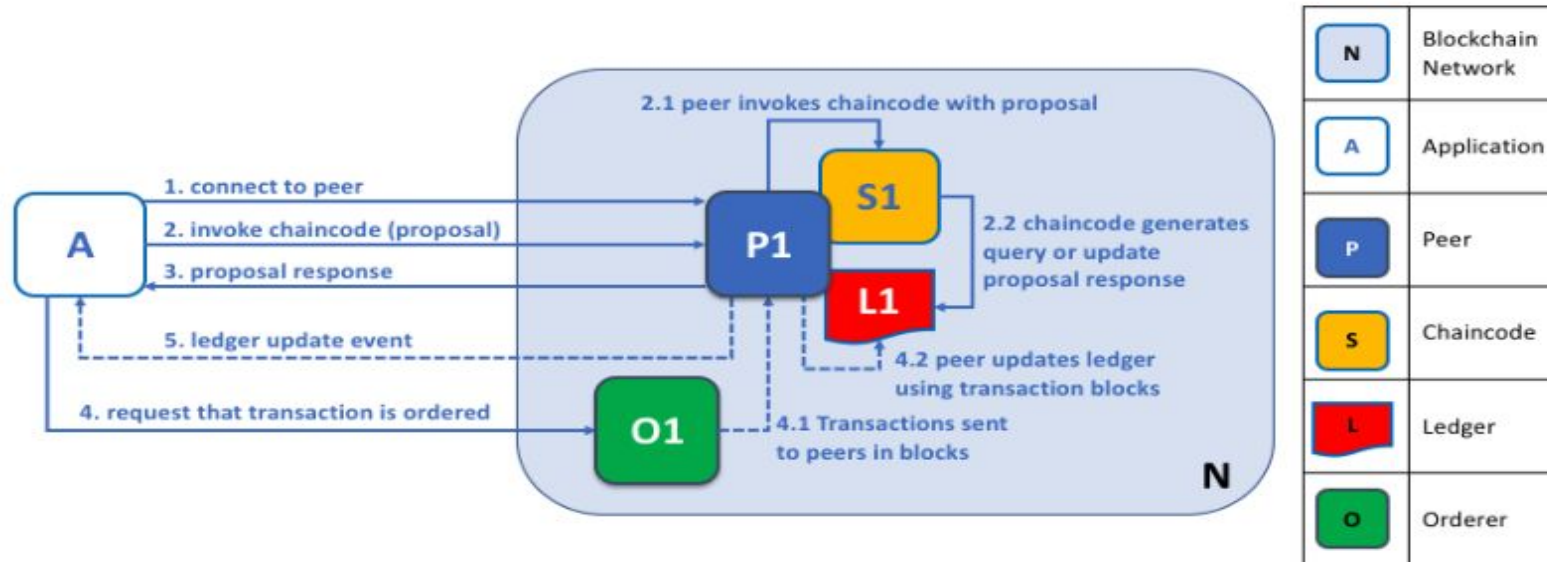 2.1 peer invokes chaincode with proposal
1. connect to peer
2. invoke chaincode (proposal)
3. proposal response
A
P1
S1
2.2 chaincode generates
query or update
proposal response
L1
5. ledger update event
4.2 peer updates ledger
using transaction blocks
4. request that transaction is ordered
O1
4.1 Transactions sent
to peers in blocks
N
N
Blockchain
Network
A
Application
P
Peer
S
Chaincode
L
Ledger
O
Orderer